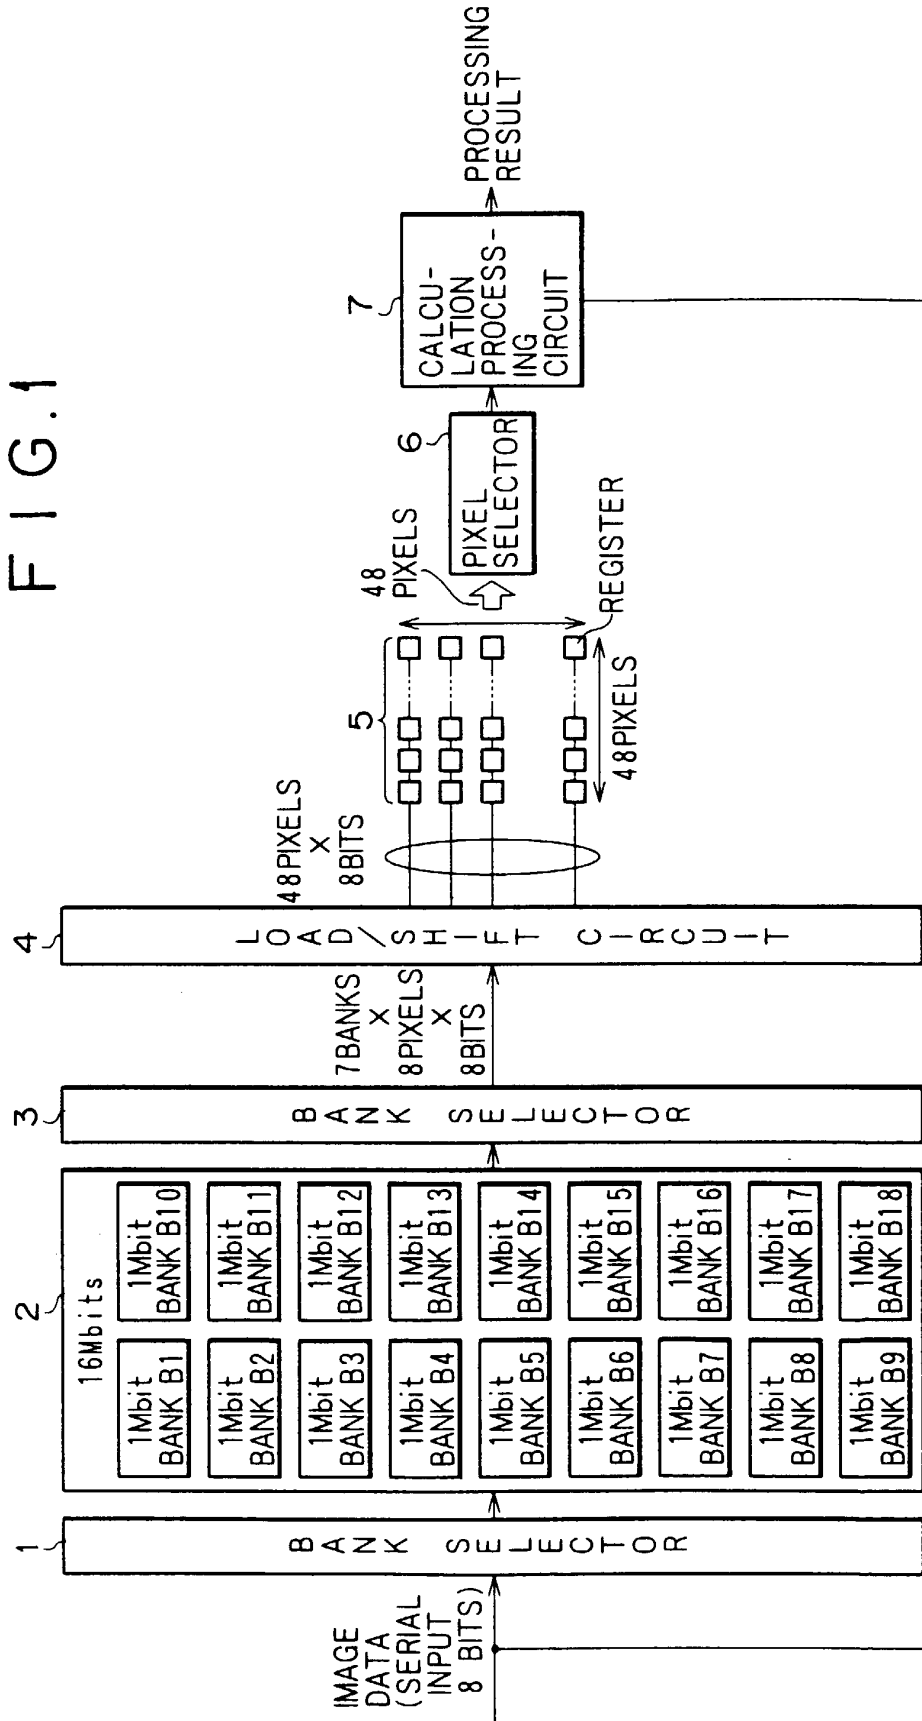 FIG.1
IMAGE
DATA
(SERIAL
INPUT
8 BITS)
1
BANK SELECTOR
2
16Mbits
1Mbit
BANK B1
1Mbit
BANK B2
1Mbit
BANK B3
1Mbit
BANK B4
1Mbit
BANK B5
1Mbit
BANK B6
1Mbit
BANK B7
1Mbit
BANK B8
1Mbit
BANK B9
1Mbit
BANK B10
1Mbit
BANK B11
1Mbit
BANK B12
1Mbit
BANK B13
1Mbit
BANK B14
1Mbit
BANK B15
1Mbit
BANK B16
1Mbit
BANK B17
1Mbit
BANK B18
3
BANK SELECTOR
7BANKS
X
8PIXELS
X
8BITS
4
LOAD/SHIFT CIRCUIT
48PIXELS
X
8BITS
5
48PIXELS
REGISTER
48
PIXELS
6
PIXEL
SELECTOR
7
CALCU-
LATION
PROCESS-
ING
CIRCUIT
PROCESSING
RESULT